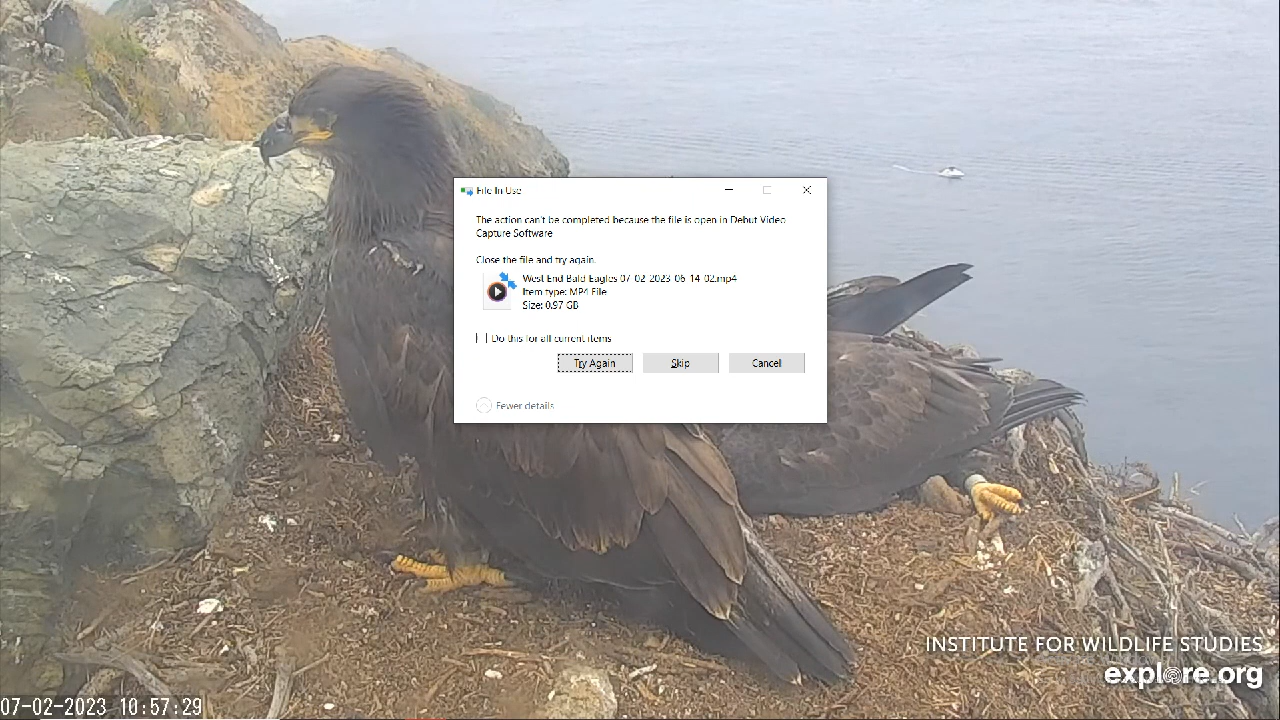 File In Use
The action can't be completed because the file is open in Debut Video
Capture Software
Close the file and try again.
West End Bald Eagles 07-02-2023-06-14-02.mp4
Item type: MP4 File
Size: 0.97 GB
Do this for all current items
Try Again Skip Cancel
Fewer details
INSTITUTE FOR WILDLIFE STUDIES
explore.org
07-02-2023 10:57:29